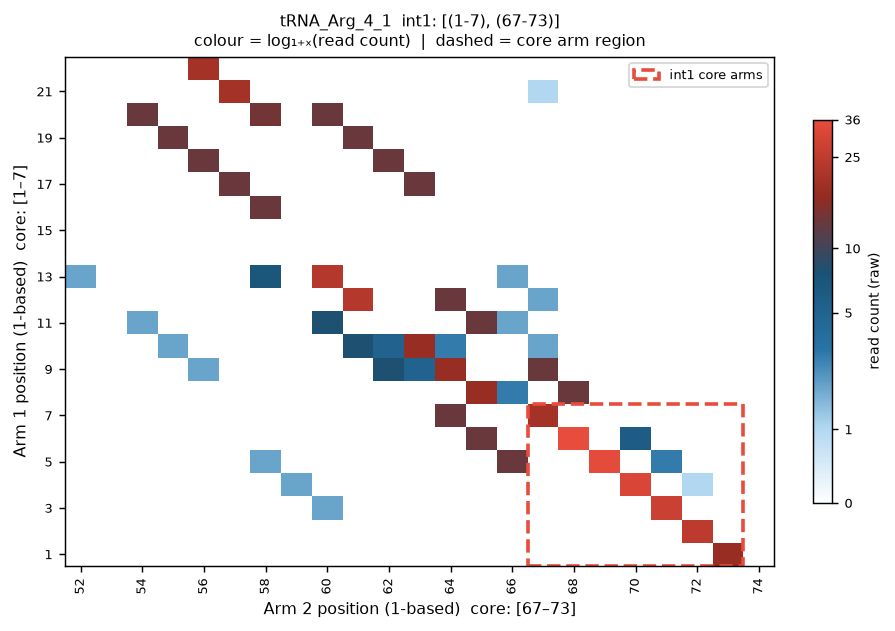 tRNA_Arg_4_1  int1: [(1-7), (67-73)]
colour = log₁₊ₓ(read count)  |  dashed = core arm region
int1 core arms
Arm 1 position (1-based)  core: [1–7]
21
19
17
15
13
11
9
7
5
3
1
52 54 56 58 60 62 64 66 68 70 72 74
Arm 2 position (1-based)  core: [67–73]
36
25
10
5
1
0
read count (raw)